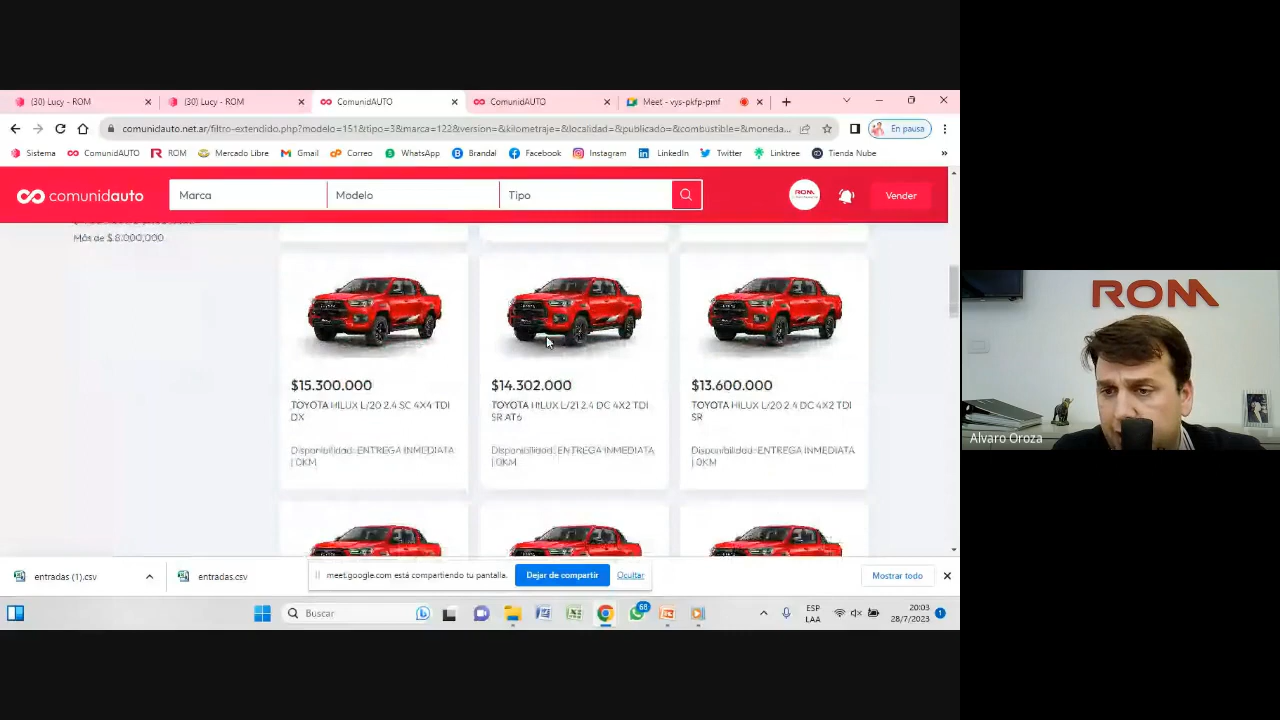 (30) Lucy - ROM
(30) Lucy - ROM
ComunidAUTO
ComunidAUTO
Meet - vys-pkfp-pmf
comunidauto.net.ar/filtro-extendido.php?modelo=151&tipo=3&marca=122&version=&kilometraje=&localidad=&publicado=&combustible=&moneda...
En pausa
Sistema
ComunidAUTO
ROM
Mercado Libre
Gmail
Correo
WhatsApp
Brandal
Facebook
Instagram
LinkedIn
Twitter
Linktree
Tienda Nube
»
comunidauto
Marca
Modelo
Tipo
ROM
Vender
Más de $ 8.000.000
$15.300.000
TOYOTA HILUX L/20 2.4 SC 4X4 TDI
DX
Disponibilidad: ENTREGA INMEDIATA
| 0KM
$14.302.000
TOYOTA HILUX L/21 2.4 DC 4X2 TDI
SR AT6
Disponibilidad: ENTREGA INMEDIATA
| 0KM
$13.600.000
TOYOTA HILUX L/20 2.4 DC 4X2 TDI
SR
Disponibilidad: ENTREGA INMEDIATA
| 0KM
ROM
Alvaro Oroza
entradas (1).csv
entradas.csv
meet.google.com está compartiendo tu pantalla.
Dejar de compartir
Ocultar
Mostrar todo
Buscar
68
ESP
LAA
20:03
28/7/2023
1